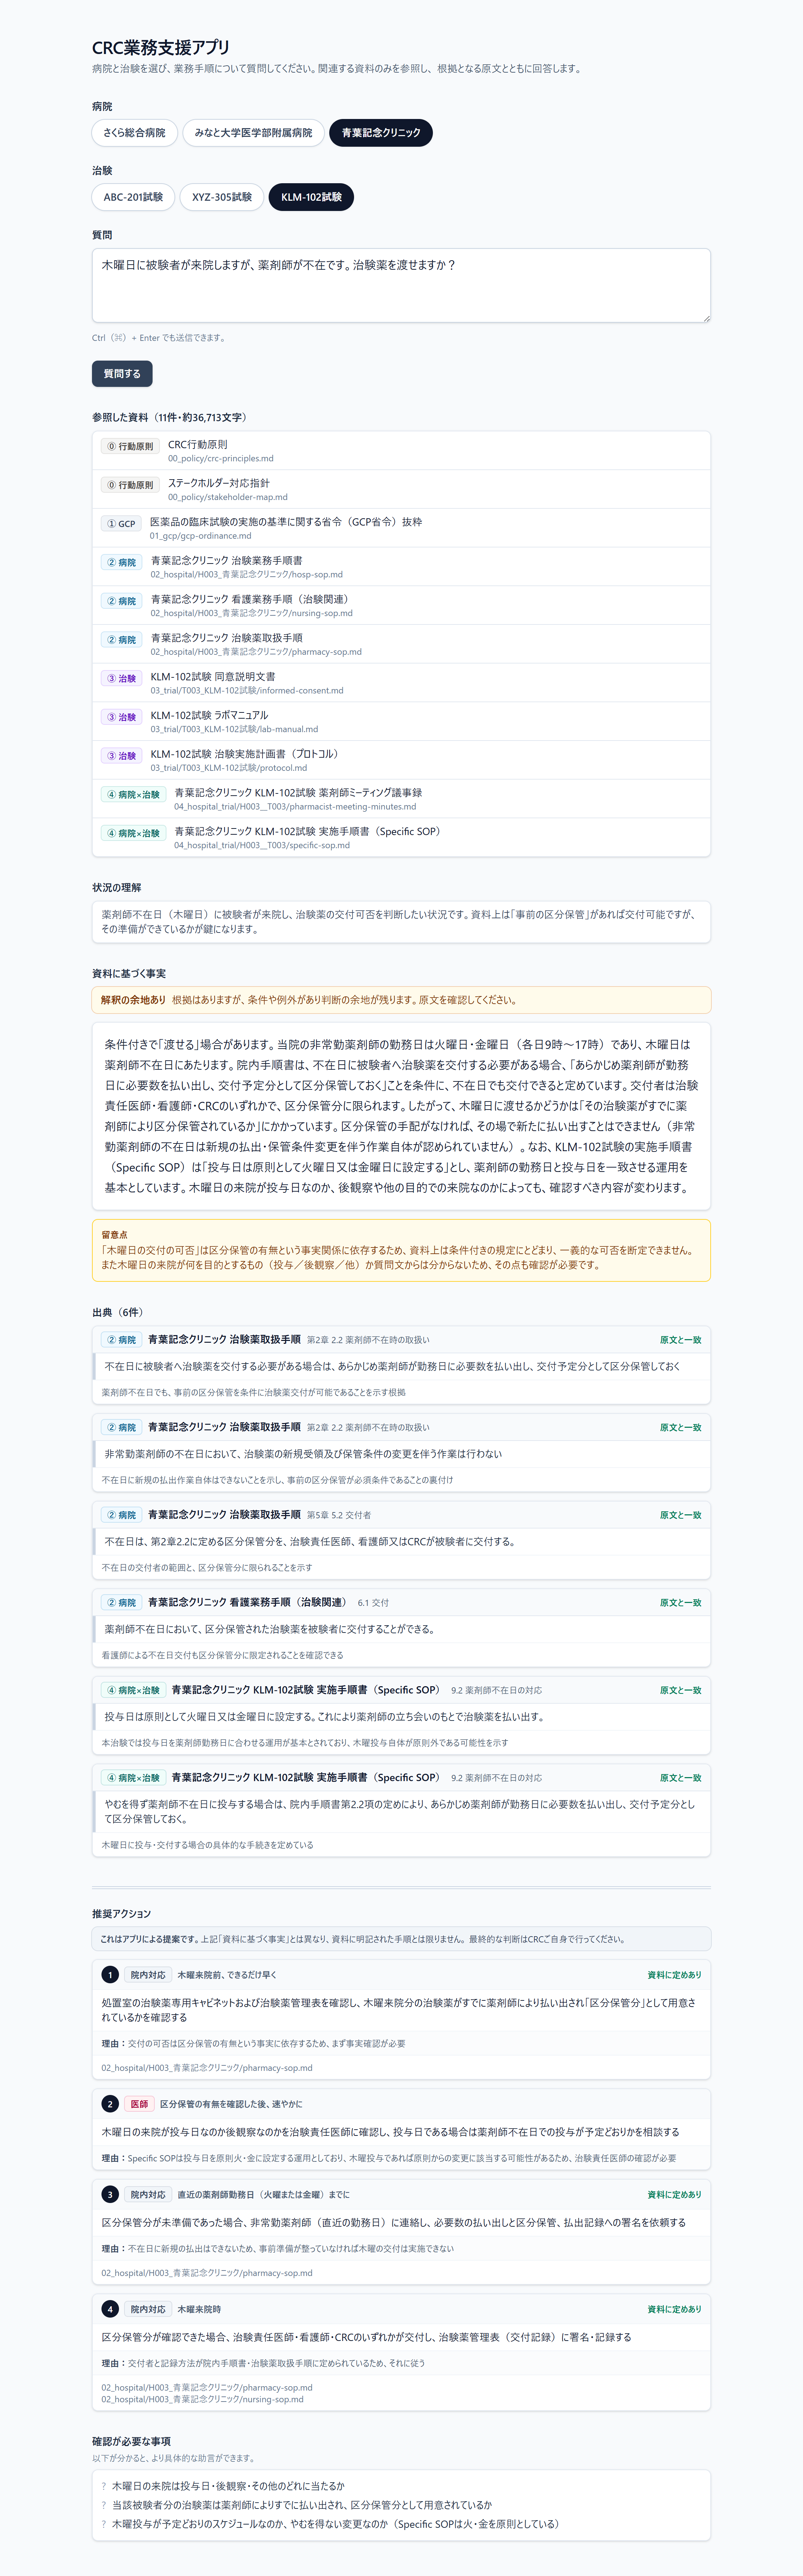 CRC業務支援アプリ
病院と治験を選び、業務手順について質問してください。関連する資料のみを参照し、根拠となる原文とともに回答します。
病院
さくら総合病院
みなと大学医学部附属病院
青葉記念クリニック
治験
ABC-201試験
XYZ-305試験
KLM-102試験
質問
木曜日に被験者が来院しますが、薬剤師が不在です。治験薬を渡せますか？
Ctrl（⌘）+ Enter でも送信できます。
質問する
参照した資料（11件・約36,713文字）
⓪ 行動原則 CRC行動原則
00_policy/crc-principles.md
⓪ 行動原則 ステークホルダー対応指針
00_policy/stakeholder-map.md
① GCP 医薬品の臨床試験の実施の基準に関する省令（GCP省令）抜粋
01_gcp/gcp-ordinance.md
② 病院 青葉記念クリニック 治験業務手順書
02_hospital/H003_青葉記念クリニック/hosp-sop.md
② 病院 青葉記念クリニック 看護業務手順（治験関連）
02_hospital/H003_青葉記念クリニック/nursing-sop.md
② 病院 青葉記念クリニック 治験薬取扱手順
02_hospital/H003_青葉記念クリニック/pharmacy-sop.md
③ 治験 KLM-102試験 同意説明文書
03_trial/T003_KLM-102試験/informed-consent.md
③ 治験 KLM-102試験 ラボマニュアル
03_trial/T003_KLM-102試験/lab-manual.md
③ 治験 KLM-102試験 治験実施計画書（プロトコル）
03_trial/T003_KLM-102試験/protocol.md
④ 病院×治験 青葉記念クリニック KLM-102試験 薬剤師ミーティング議事録
04_hospital_trial/H003__T003/pharmacist-meeting-minutes.md
④ 病院×治験 青葉記念クリニック KLM-102試験 実施手順書（Specific SOP）
04_hospital_trial/H003__T003/specific-sop.md
状況の理解
薬剤師不在日（木曜日）に被験者が来院し、治験薬の交付可否を判断したい状況です。資料上は「事前の区分保管」があれば交付可能ですが、
その準備ができているかが鍵になります。
資料に基づく事実
解釈の余地あり 根拠はありますが、条件や例外があり判断の余地が残ります。原文を確認してください。
条件付きで「渡せる」場合があります。当院の非常勤薬剤師の勤務日は火曜日・金曜日（各日9時〜17時）であり、木曜日は
薬剤師不在日にあたります。院内手順書は、不在日に被験者へ治験薬を交付する必要がある場合、「あらかじめ薬剤師が勤務
日に必要数を払い出し、交付予定分として区分保管しておく」ことを条件に、不在日でも交付できると定めています。交付者は治験
責任医師・看護師・CRCのいずれかで、区分保管分に限られます。したがって、木曜日に渡せるかどうかは「その治験薬がすでに薬
剤師により区分保管されているか」にかかっています。区分保管の手配がなければ、その場で新たに払い出すことはできません（非常
勤薬剤師の不在日は新規の払出・保管条件変更を伴う作業自体が認められていません）。なお、KLM-102試験の実施手順書
（Specific SOP）は「投与日は原則として火曜日又は金曜日に設定する」とし、薬剤師の勤務日と投与日を一致させる運用を
基本としています。木曜日の来院が投与日なのか、後観察や他の目的での来院なのかによっても、確認すべき内容が変わります。
留意点
「木曜日の交付の可否」は区分保管の有無という事実関係に依存するため、資料上は条件付きの規定にとどまり、一義的な可否を断定できません。
また木曜日の来院が何を目的とするもの（投与／後観察／他）か質問文からは分からないため、その点も確認が必要です。
出典（6件）
② 病院 青葉記念クリニック 治験薬取扱手順 第2章 2.2 薬剤師不在時の取扱い 原文と一致
不在日に被験者へ治験薬を交付する必要がある場合は、あらかじめ薬剤師が勤務日に必要数を払い出し、交付予定分として区分保管しておく
薬剤師不在日でも、事前の区分保管を条件に治験薬交付が可能であることを示す根拠
② 病院 青葉記念クリニック 治験薬取扱手順 第2章 2.2 薬剤師不在時の取扱い 原文と一致
非常勤薬剤師の不在日において、治験薬の新規受領及び保管条件の変更を伴う作業は行わない
不在日に新規の払出作業自体はできないことを示し、事前の区分保管が必須条件であることの裏付け
② 病院 青葉記念クリニック 治験薬取扱手順 第5章 5.2 交付者 原文と一致
不在日は、第2章2.2に定める区分保管分を、治験責任医師、看護師又はCRCが被験者に交付する。
不在日の交付者の範囲と、区分保管分に限られることを示す
② 病院 青葉記念クリニック 看護業務手順（治験関連） 6.1 交付 原文と一致
薬剤師不在日において、区分保管された治験薬を被験者に交付することができる。
看護師による不在日交付も区分保管分に限定されることを確認できる
④ 病院×治験 青葉記念クリニック KLM-102試験 実施手順書（Specific SOP） 9.2 薬剤師不在日の対応 原文と一致
投与日は原則として火曜日又は金曜日に設定する。これにより薬剤師の立ち会いのもとで治験薬を払い出す。
本治験では投与日を薬剤師勤務日に合わせる運用が基本とされており、木曜投与自体が原則外である可能性を示す
④ 病院×治験 青葉記念クリニック KLM-102試験 実施手順書（Specific SOP） 9.2 薬剤師不在日の対応 原文と一致
やむを得ず薬剤師不在日に投与する場合は、院内手順書第2.2項の定めにより、あらかじめ薬剤師が勤務日に必要数を払い出し、交付予定分とし
て区分保管しておく。
木曜日に投与・交付する場合の具体的な手続きを定めている
推奨アクション
これはアプリによる提案です。上記「資料に基づく事実」とは異なり、資料に明記された手順とは限りません。最終的な判断はCRCご自身で行ってください。
1 院内対応 木曜来院前、できるだけ早く 資料に定めあり
処置室の治験薬専用キャビネットおよび治験薬管理表を確認し、木曜来院分の治験薬がすでに薬剤師により払い出され「区分保管分」として用意さ
れているかを確認する
理由：交付の可否は区分保管の有無という事実に依存するため、まず事実確認が必要
02_hospital/H003_青葉記念クリニック/pharmacy-sop.md
2 医師 区分保管の有無を確認した後、速やかに
木曜日の来院が投与日なのか後観察なのかを治験責任医師に確認し、投与日である場合は薬剤師不在日での投与が予定どおりかを相談する
理由：Specific SOPは投与日を原則火・金に設定する運用としており、木曜投与であれば原則からの変更に該当する可能性があるため、治験責任医師の確認が必要
3 院内対応 直近の薬剤師勤務日（火曜または金曜）までに 資料に定めあり
区分保管分が未準備であった場合、非常勤薬剤師（直近の勤務日）に連絡し、必要数の払い出しと区分保管、払出記録への署名を依頼する
理由：不在日に新規の払出はできないため、事前準備が整っていなければ木曜の交付は実施できない
02_hospital/H003_青葉記念クリニック/pharmacy-sop.md
4 院内対応 木曜来院時 資料に定めあり
区分保管分が確認できた場合、治験責任医師・看護師・CRCのいずれかが交付し、治験薬管理表（交付記録）に署名・記録する
理由：交付者と記録方法が院内手順書・治験薬取扱手順に定められているため、それに従う
02_hospital/H003_青葉記念クリニック/pharmacy-sop.md
02_hospital/H003_青葉記念クリニック/nursing-sop.md
確認が必要な事項
以下が分かると、より具体的な助言ができます。
? 木曜日の来院は投与日・後観察・その他のどれに当たるか
? 当該被験者分の治験薬は薬剤師によりすでに払い出され、区分保管分として用意されているか
? 木曜投与が予定どおりのスケジュールなのか、やむを得ない変更なのか（Specific SOPは火・金を原則としている）